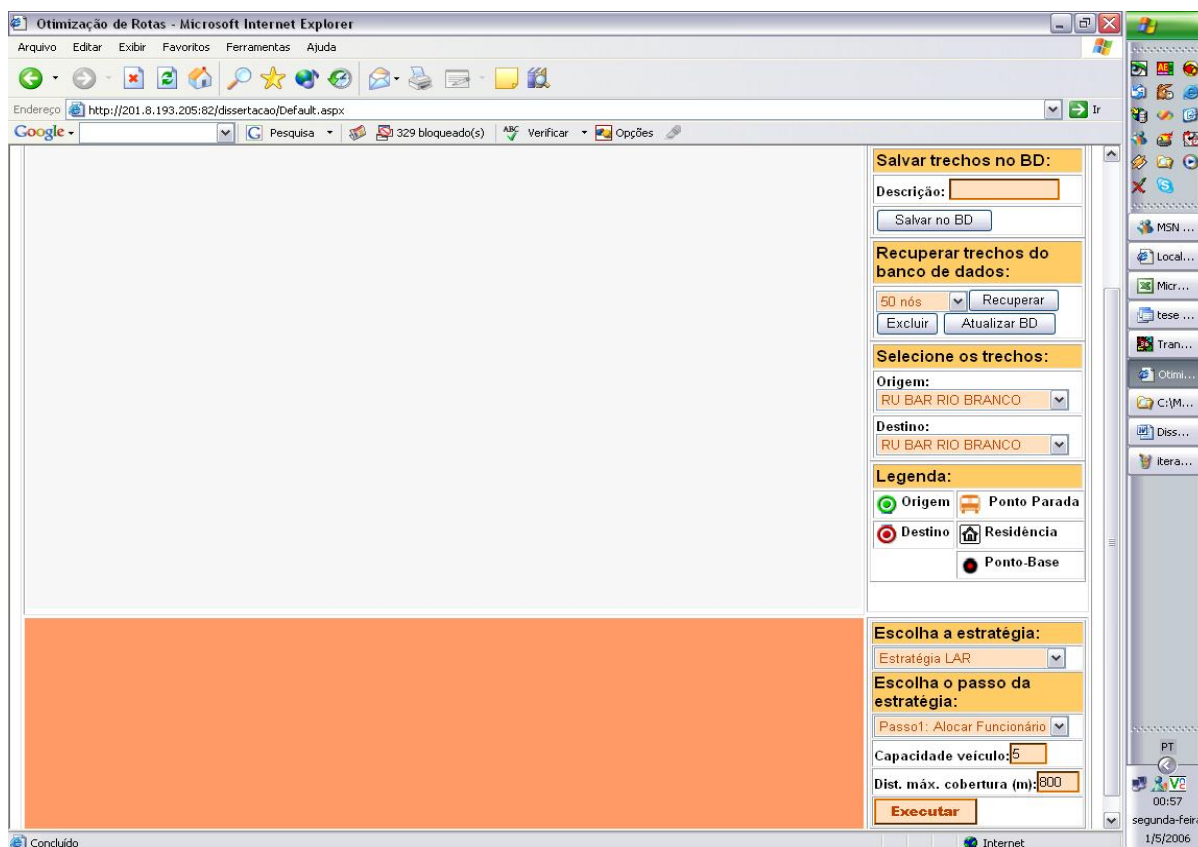 Otimização de Rotas - Microsoft Internet Explorer
Arquivo Editar Exibir Favoritos Ferramentas Ajuda
Endereço http://201.8.193.205:82/dissertacao/Default.aspx Ir
Google Pesquisa 329 bloqueado(s) ABC Verificar Opções
Salvar trechos no BD:
Descrição:
Salvar no BD
Recuperar trechos do
banco de dados:
50 nós Recuperar
Excluir Atualizar BD
Selecione os trechos:
Origem:
RU BAR RIO BRANCO
Destino:
RU BAR RIO BRANCO
Legenda:
Origem Ponto Parada
Destino Residência
Ponto-Base
Escolha a estratégia:
Estratégia LAR
Escolha o passo da
estratégia:
Passo1: Alocar Funcionário
Capacidade veículo: 5
Dist. máx. cobertura (m): 800
Executar
Concluído Internet
MSN ...
Local...
Micr...
tese ...
Tran...
Otimi...
C:\M...
Diss...
itera...
PT
00:57
segunda-feira
1/5/2006